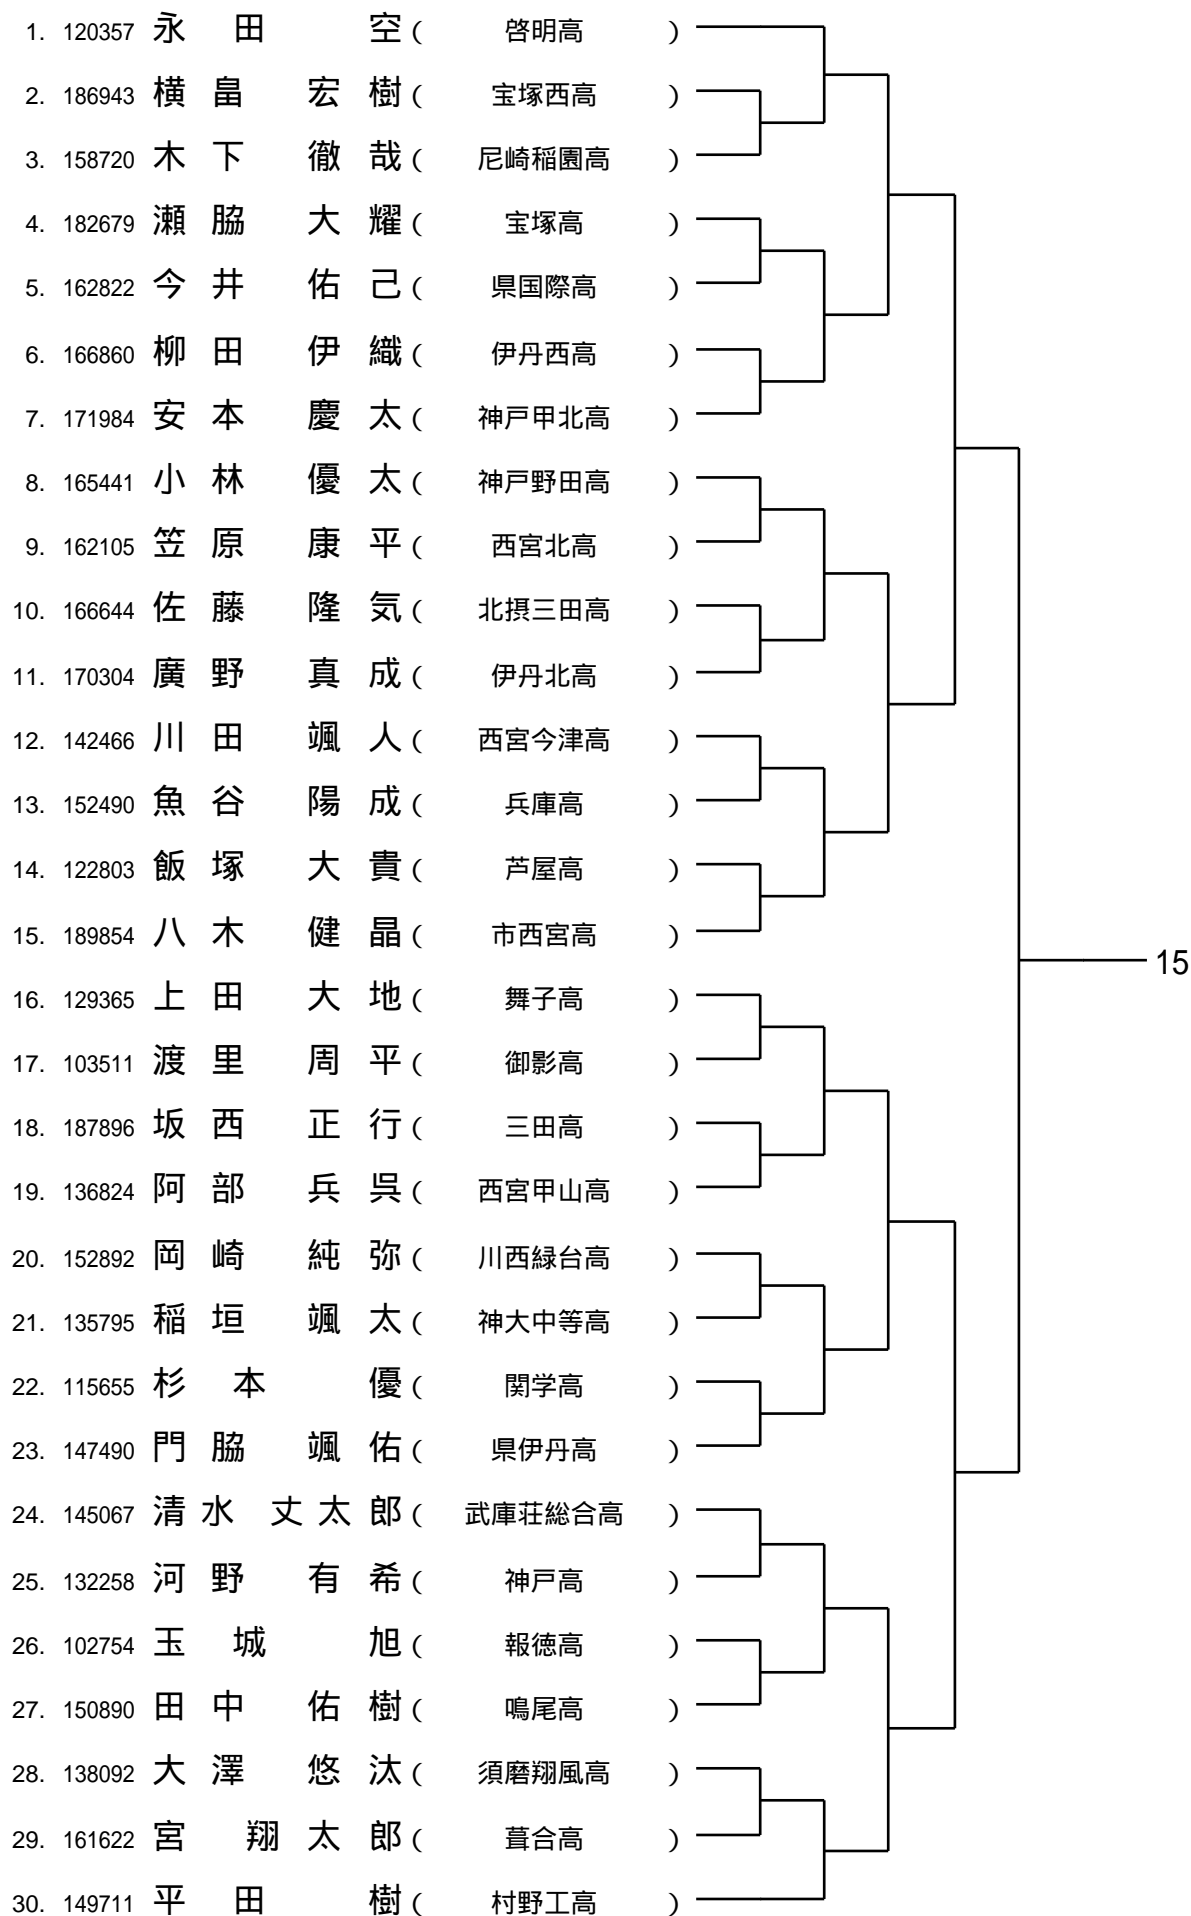 1. 120357 永 田 空 ( 啓明高 )
2. 186943 横 畠 宏 樹 ( 宝塚西高 )
3. 158720 木 下 徹 哉 ( 尼崎稲園高 )
4. 182679 瀬 脇 大 耀 ( 宝塚高 )
5. 162822 今 井 佑 己 ( 県国際高 )
6. 166860 柳 田 伊 織 ( 伊丹西高 )
7. 171984 安 本 慶 太 ( 神戸甲北高 )
8. 165441 小 林 優 太 ( 神戸野田高 )
9. 162105 笠 原 康 平 ( 西宮北高 )
10. 166644 佐 藤 隆 気 ( 北摂三田高 )
11. 170304 廣 野 真 成 ( 伊丹北高 )
12. 142466 川 田 颯 人 ( 西宮今津高 )
13. 152490 魚 谷 陽 成 ( 兵庫高 )
14. 122803 飯 塚 大 貴 ( 芦屋高 )
15. 189854 八 木 健 晶 ( 市西宮高 )
15
16. 129365 上 田 大 地 ( 舞子高 )
17. 103511 渡 里 周 平 ( 御影高 )
18. 187896 坂 西 正 行 ( 三田高 )
19. 136824 阿 部 兵 呉 ( 西宮甲山高 )
20. 152892 岡 崎 純 弥 ( 川西緑台高 )
21. 135795 稲 垣 颯 太 ( 神大中等高 )
22. 115655 杉 本 優 ( 関学高 )
23. 147490 門 脇 颯 佑 ( 県伊丹高 )
24. 145067 清 水 丈 太 郎 ( 武庫荘総合高 )
25. 132258 河 野 有 希 ( 神戸高 )
26. 102754 玉 城 旭 ( 報徳高 )
27. 150890 田 中 佑 樹 ( 鳴尾高 )
28. 138092 大 澤 悠 汰 ( 須磨翔風高 )
29. 161622 宮 翔 太 郎 ( 葺合高 )
30. 149711 平 田 樹 ( 村野工高 )